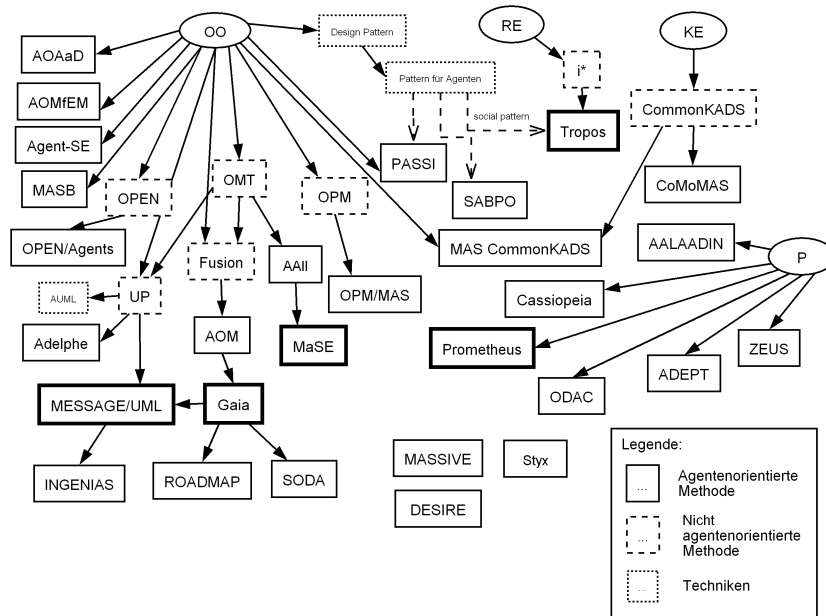 OO
RE
KE
AOAaD
Design Pattern
Pattern für Agenten
i*
AOMfEM
CommonKADS
social pattern
Tropos
Agent-SE
PASSI
MASB
OMT
CoMoMAS
OPEN
OPM
SABPO
OPEN/Agents
MAS CommonKADS
AALAADIN
P
Fusion
AAII
AUML
UP
OPM/MAS
Cassiopeia
Adelphe
AOM
MaSE
Prometheus
ZEUS
ADEPT
ODAC
MESSAGE/UML
Gaia
INGENIAS
ROADMAP
SODA
MASSIVE
Styx
DESIRE
Legende:
...
Agentenorientierte
Methode
...
Nicht
agentenorientierte
Methode
...
Techniken